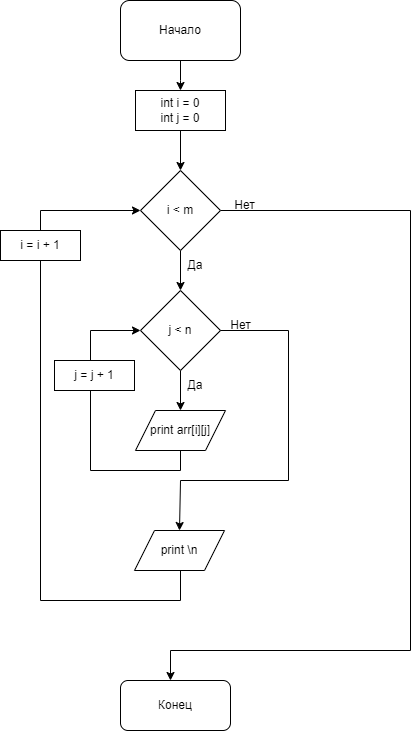 Начало
int i = 0
int j = 0
i < m
Нет
i = i + 1
Да
j < n
Нет
j = j + 1
Да
print arr[i][j]
print \n
Конец